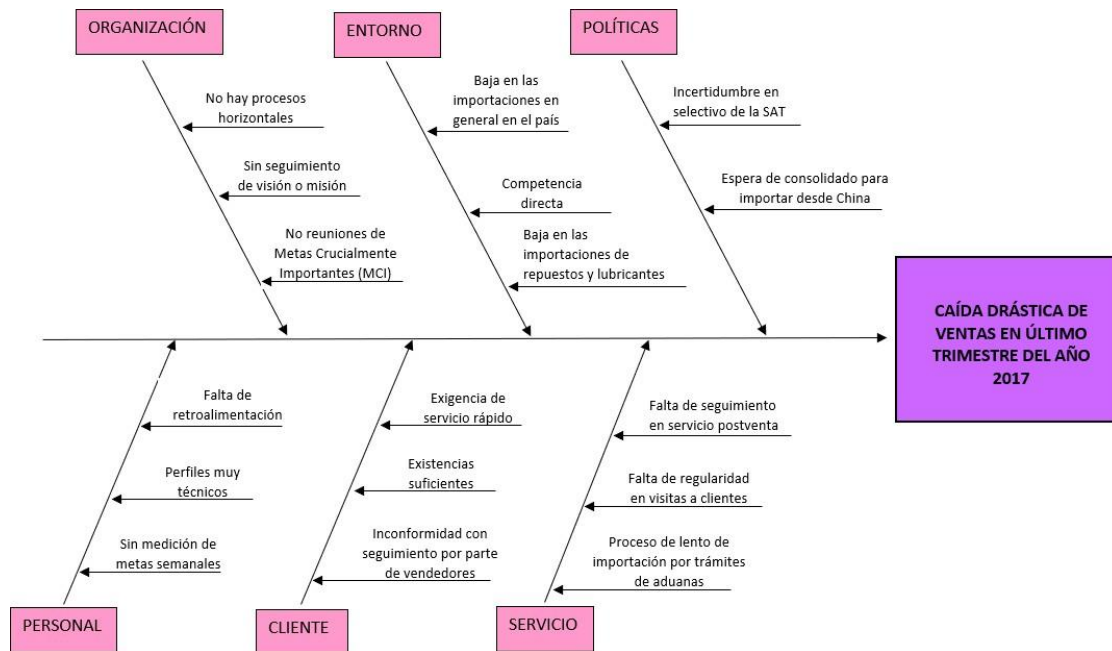 ORGANIZACIÓN
No hay procesos
horizontales
Sin seguimiento
de visión o misión
No reuniones de
Metas Crucialmente
Importantes (MCI)
ENTORNO
Baja en las
importaciones en
general en el país
Competencia
directa
Baja en las
importaciones de
repuestos y lubricantes
POLÍTICAS
Incertidumbre en
selectivo de la SAT
Espera de consolidado para
importar desde China
CAÍDA DRÁSTICA DE
VENTAS EN ÚLTIMO
TRIMESTRE DEL AÑO
2017
Falta de
retroalimentación
Perfiles muy
técnicos
Sin medición de
metas semanales
PERSONAL
Exigencia de
servicio rápido
Existencias
suficientes
Inconformidad con
seguimiento por parte
de vendedores
CLIENTE
Falta de seguimiento
en servicio postventa
Falta de regularidad
en visitas a clientes
Proceso de lento de
importación por trámites
de aduanas
SERVICIO